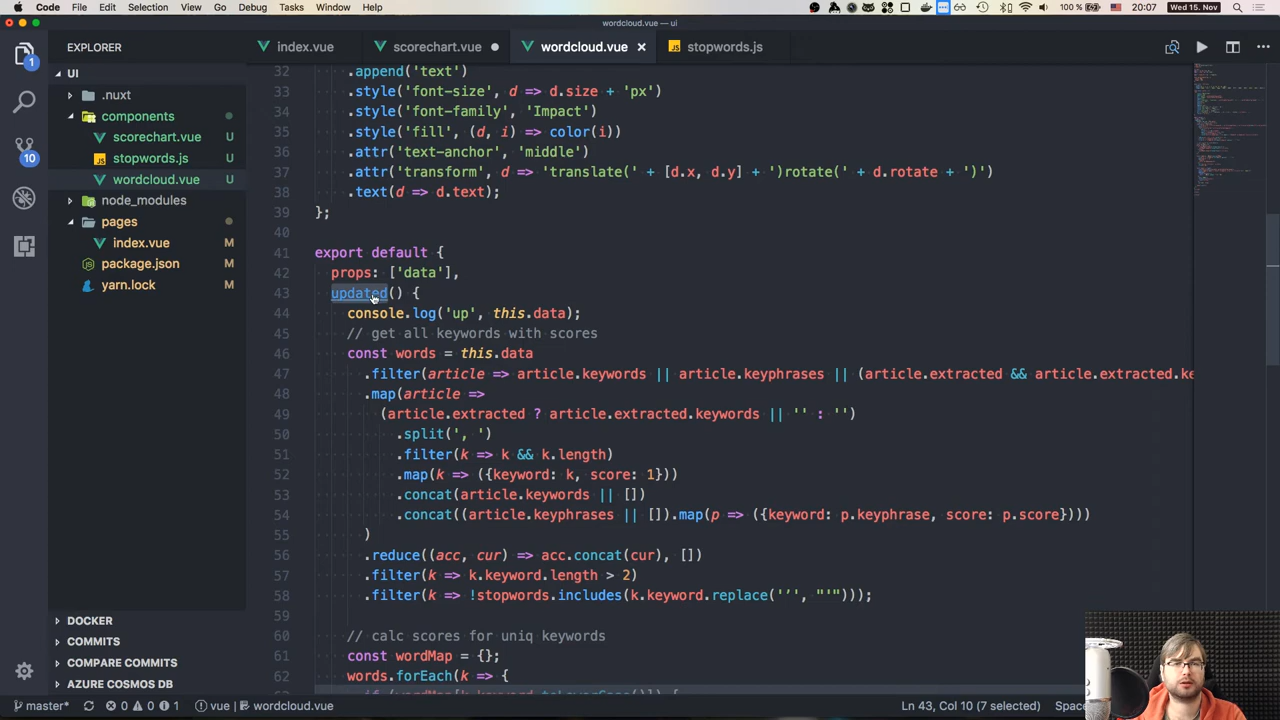 Code File Edit Selection View Go Debug Tasks Window Help 100 % 20:07 Wed 15. Nov
wordcloud.vue — ui
EXPLORER
index.vue
scorechart.vue
wordcloud.vue
stopwords.js
UI
.nuxt
components
scorechart.vue U
stopwords.js U
wordcloud.vue U
node_modules
pages
index.vue M
package.json M
yarn.lock M
DOCKER
COMMITS
COMPARE COMMITS
AZURE COSMOS DB
1
10
32 .append('text')
33 .style('font-size', d => d.size + 'px')
34 .style('font-family', 'Impact')
35 .style('fill', (d, i) => color(i))
36 .attr('text-anchor', 'middle')
37 .attr('transform', d => 'translate(' + [d.x, d.y] + ')rotate(' + d.rotate + ')')
38 .text(d => d.text);
39 };
40
41 export default {
42 props: ['data'],
43 updated() {
44 console.log('up', this.data);
45 // get all keywords with scores
46 const words = this.data
47 .filter(article => article.keywords || article.keyphrases || (article.extracted && article.extracted.ke
48 .map(article =>
49 (article.extracted ? article.extracted.keywords || '' : '')
50 .split(', ')
51 .filter(k => k && k.length)
52 .map(k => ({keyword: k, score: 1}))
53 .concat(article.keywords || [])
54 .concat((article.keyphrases || []).map(p => ({keyword: p.keyphrase, score: p.score})))
55 )
56 .reduce((acc, cur) => acc.concat(cur), [])
57 .filter(k => k.keyword.length > 2)
58 .filter(k => !stopwords.includes(k.keyword.replace('’', "'")));
59
60 // calc scores for uniq keywords
61 const wordMap = {};
62 words.forEach(k => {
master* 0 0 1 vue wordcloud.vue Ln 43, Col 10 (7 selected)